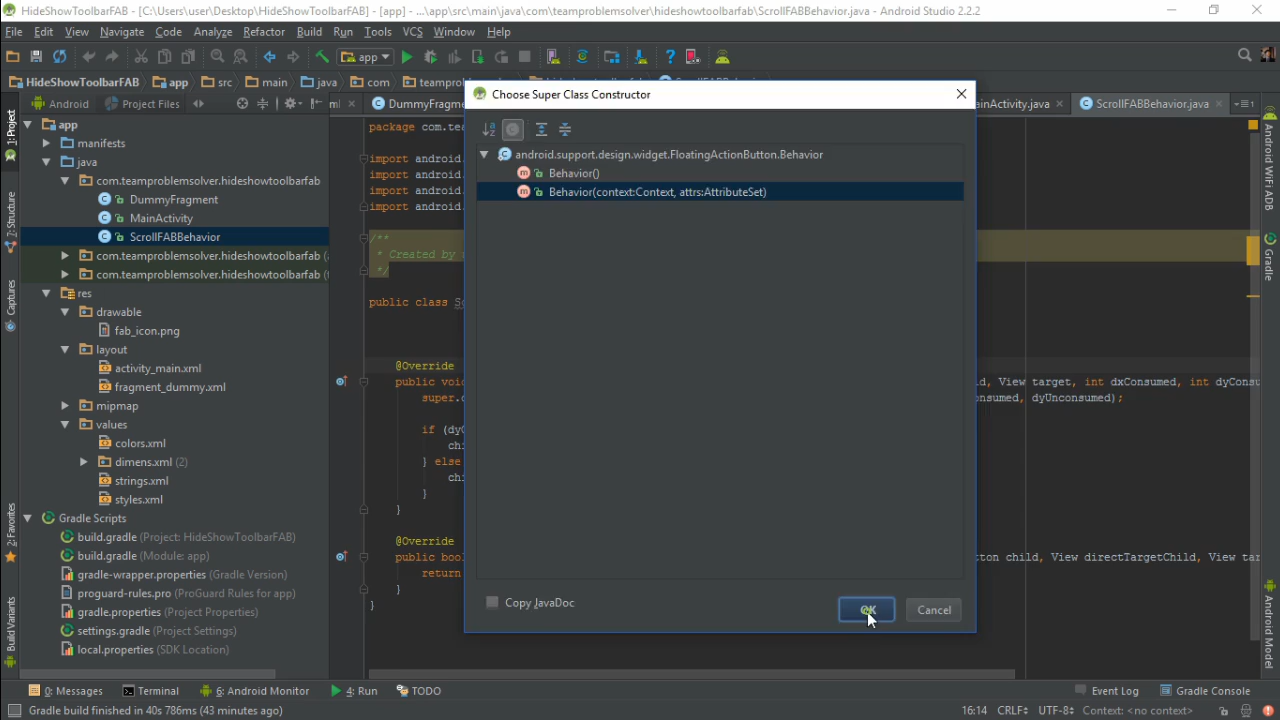 HideShowToolbarFAB - [C:\Users\user\Desktop\HideShowToolbarFAB] - [app] - ...\app\src\main\java\com\teamproblemsolver\hideshowtoolbarfab\ScrollFABBehavior.java - Android Studio 2.2.2
File Edit View Navigate Code Analyze Refactor Build Run Tools VCS Window Help
app
HideShowToolbarFAB app src main java com teampro
Android Project Files ml DummyFragment ainActivity.java ScrollFABBehavior.java
Choose Super Class Constructor
android.support.design.widget.FloatingActionButton.Behavior
Behavior()
Behavior(context:Context, attrs:AttributeSet)
Copy JavaDoc
OK Cancel
1: Project
7: Structure
Captures
2: Favorites
Build Variants
app
manifests
java
com.teamproblemsolver.hideshowtoolbarfab
DummyFragment
MainActivity
ScrollFABBehavior
com.teamproblemsolver.hideshowtoolbarfab (
com.teamproblemsolver.hideshowtoolbarfab (
res
drawable
fab_icon.png
layout
activity_main.xml
fragment_dummy.xml
mipmap
values
colors.xml
dimens.xml (2)
strings.xml
styles.xml
Gradle Scripts
build.gradle (Project: HideShowToolbarFAB)
build.gradle (Module: app)
gradle-wrapper.properties (Gradle Version)
proguard-rules.pro (ProGuard Rules for app)
gradle.properties (Project Properties)
settings.gradle (Project Settings)
local.properties (SDK Location)
package com.tea
import android.
import android.
import android.
import android.
/**
* Created by
*/
public class Sc
@Override
public void d, View target, int dxConsumed, int dyConsu
super.o onsumed, dyUnconsumed);
if (dyC
chi
} else
chi
}
}
@Override
public boo ton child, View directTargetChild, View tar
return
}
}
Android WiFi ADB
Gradle
Android Model
0: Messages Terminal 6: Android Monitor 4: Run TODO Event Log Gradle Console
Gradle build finished in 40s 786ms (43 minutes ago) 16:14 CRLF UTF-8 Context: <no context>